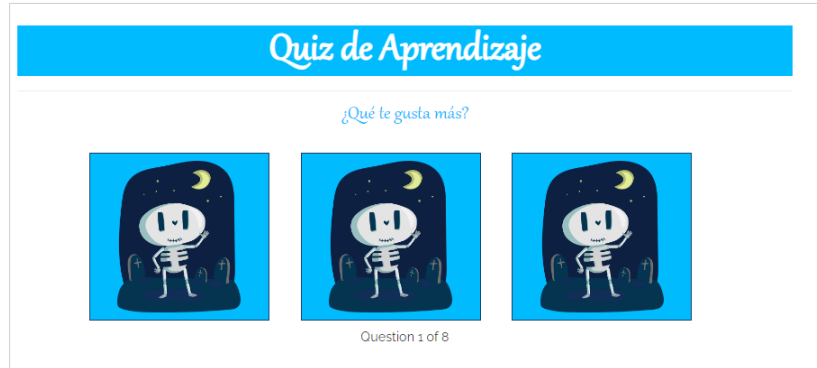 Quiz de Aprendizaje
¿Qué te gusta más?
Question 1 of 8